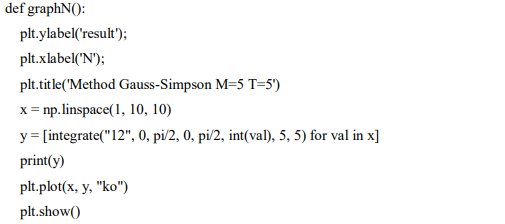 def graphN():
plt.ylabel('result');
plt.xlabel('N');
plt.title('Method Gauss-Simpson M=5 T=5')
x = np.linspace(1, 10, 10)
y = [integrate("12", 0, pi/2, 0, pi/2, int(val), 5, 5) for val in x]
print(y)
plt.plot(x, y, "ko")
plt.show()